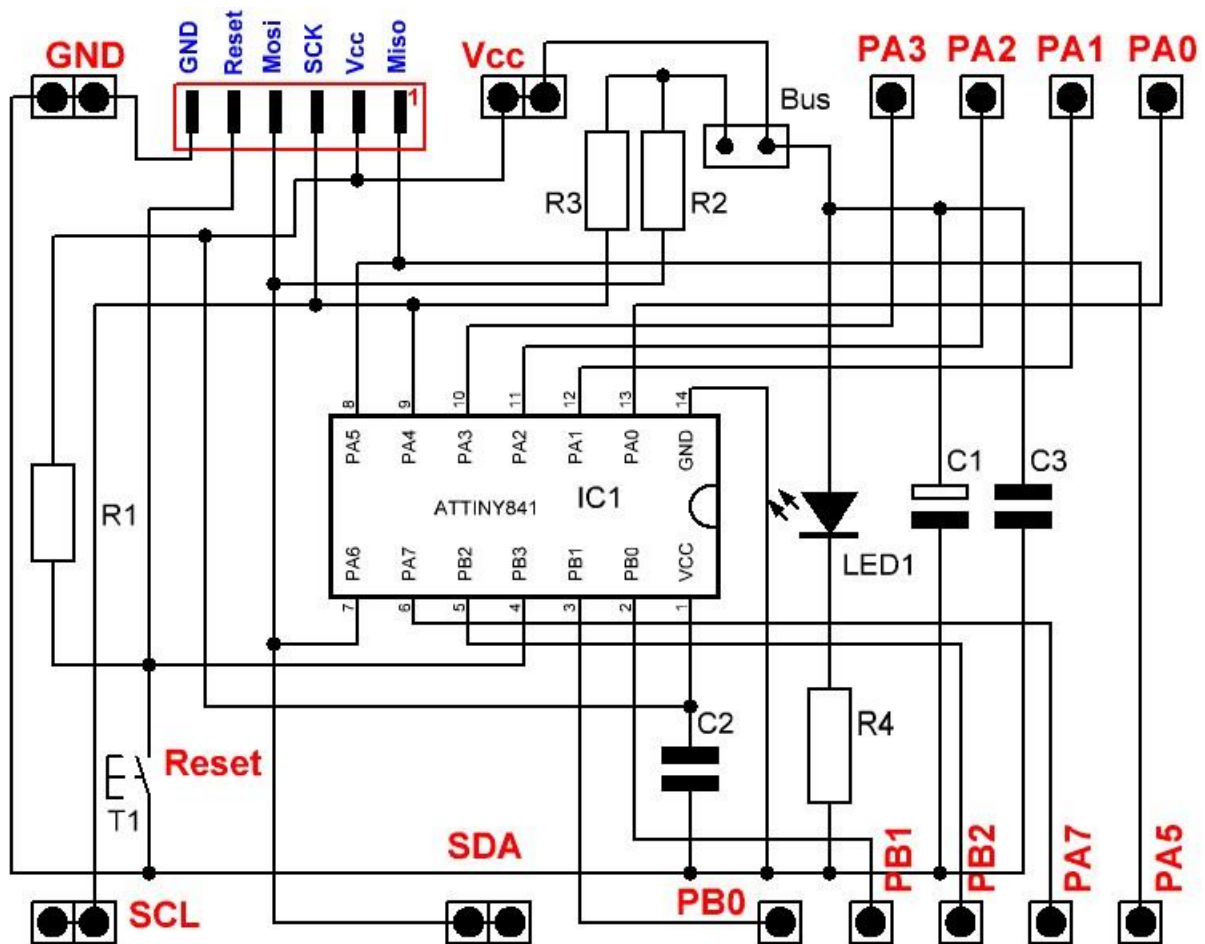 GND
GND
Reset
Mosi
SCK
Vcc
Miso
1
Vcc
PA3
PA2
PA1
PA0
Bus
R3
R2
8
9
10
11
12
13
14
PA5
PA4
PA3
PA2
PA1
PA0
GND
C1
C3
R1
ATTINY841
IC1
LED1
PA6
PA7
PB2
PB3
PB1
PB0
VCC
7
6
5
4
3
2
1
C2
R4
Reset
T1
SDA
SCL
PB0
PB1
PB2
PA7
PA5